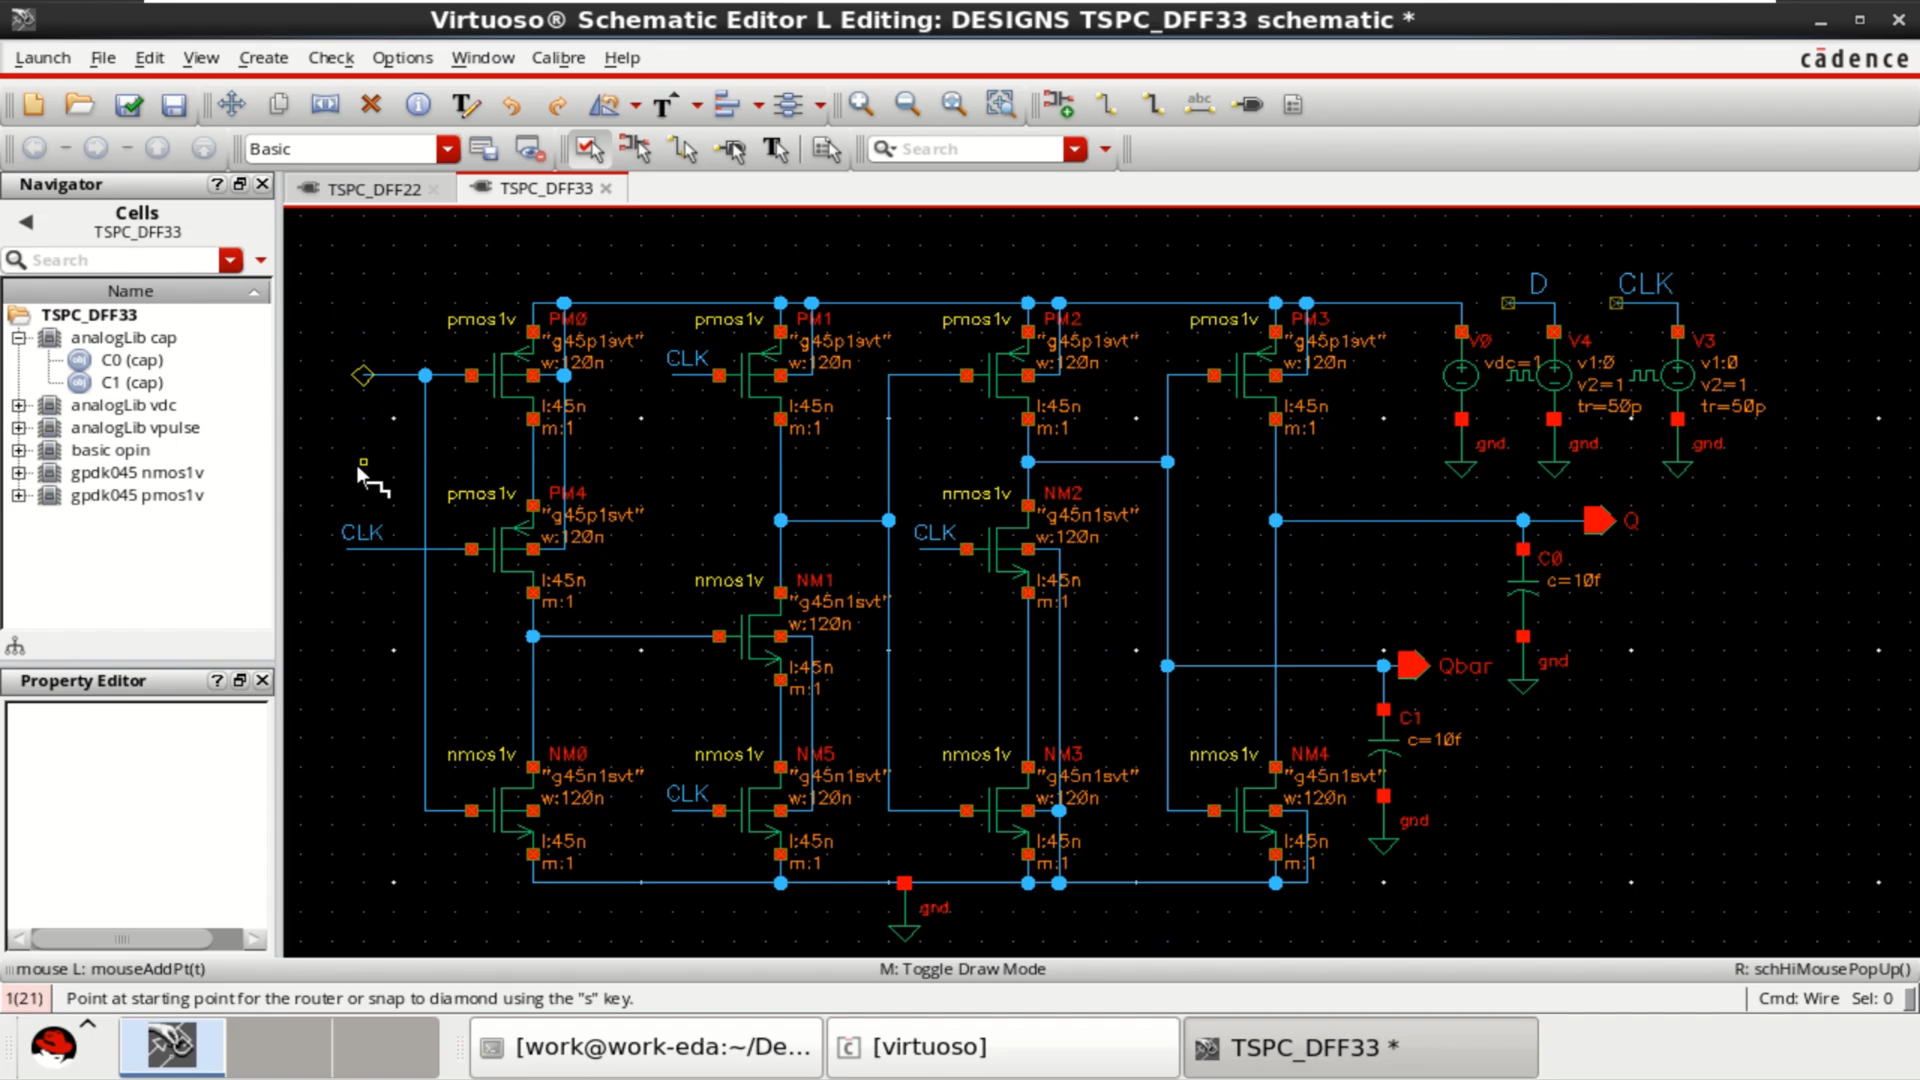 Virtuoso® Schematic Editor L Editing: DESIGNS TSPC_DFF33 schematic *
Launch File Edit View Create Check Options Window Calibre Help
cādence
abc
Basic
Search
Navigator
TSPC_DFF22
TSPC_DFF33
Cells
TSPC_DFF33
Search
Name
TSPC_DFF33
analogLib cap
C0 (cap)
C1 (cap)
analogLib vdc
analogLib vpulse
basic opin
gpdk045 nmos1v
gpdk045 pmos1v
Property Editor
D
CLK
pmos1v PM0
"g45p1svt"
w:120n
l:45n
m:1
CLK
pmos1v PM1
"g45p1svt"
w:120n
l:45n
m:1
pmos1v PM2
"g45p1svt"
w:120n
l:45n
m:1
pmos1v PM3
"g45p1svt"
w:120n
l:45n
m:1
V0
vdc=1
gnd
V4
v1:0
v2=1
tr=50p
gnd
V3
v1:0
v2=1
tr=50p
gnd
CLK
pmos1v PM4
"g45p1svt"
w:120n
l:45n
m:1
nmos1v NM1
"g45n1svt"
w:120n
l:45n
m:1
CLK
nmos1v NM2
"g45n1svt"
w:120n
l:45n
m:1
Q
C0
c=10f
gnd
Qbar
C1
c=10f
gnd
nmos1v NM0
"g45n1svt"
w:120n
l:45n
m:1
CLK
nmos1v NM5
"g45n1svt"
w:120n
l:45n
m:1
nmos1v NM3
"g45n1svt"
w:120n
l:45n
m:1
nmos1v NM4
"g45n1svt"
w:120n
l:45n
m:1
gnd
mouse L: mouseAddPt(t)
M: Toggle Draw Mode
R: schHiMousePopUp()
1(21) Point at starting point for the router or snap to diamond using the "s" key.
Cmd: Wire Sel: 0
[work@work-eda:~/De...
[virtuoso]
TSPC_DFF33 *